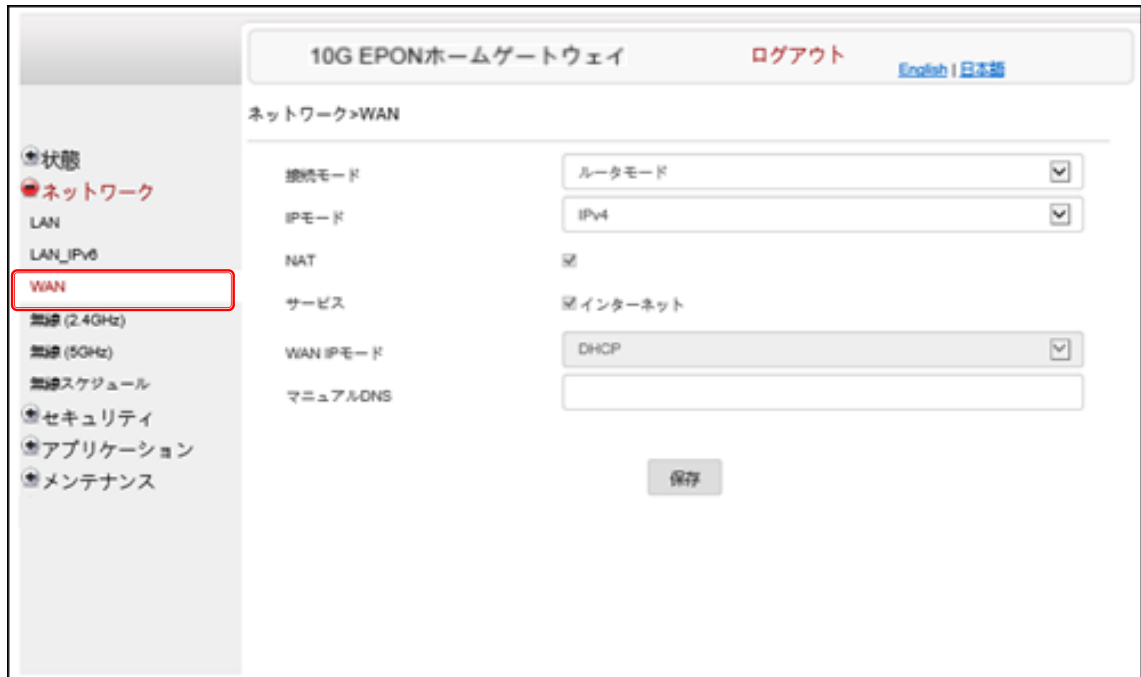 10G EPONホームゲートウェイ
ログアウト
English | 日本語
ネットワーク>WAN
状態
ネットワーク
LAN
LAN_IPv6
WAN
無線 (2.4GHz)
無線 (5GHz)
無線スケジュール
セキュリティ
アプリケーション
メンテナンス
接続モード
ルータモード
IPモード
IPv4
NAT
サービス
インターネット
WAN IPモード
DHCP
マニュアルDNS
保存